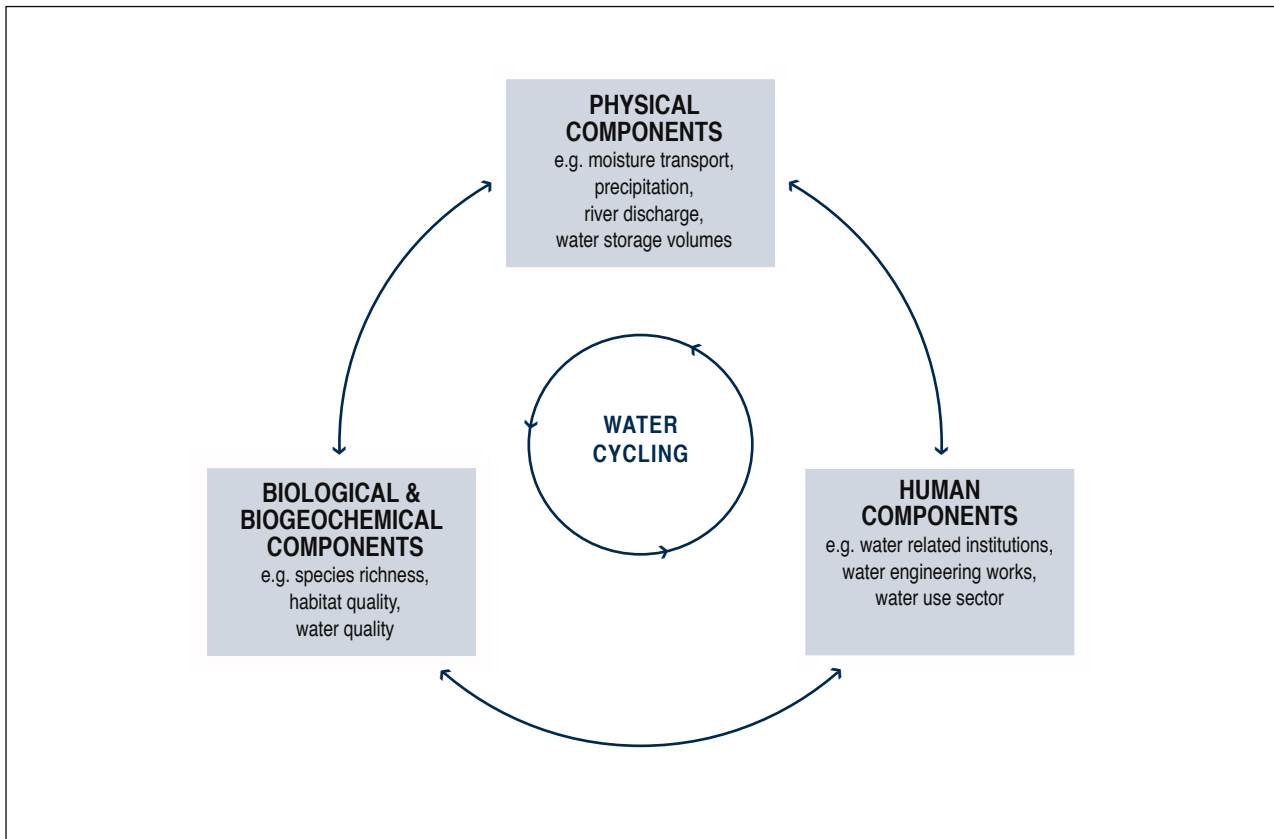 PHYSICAL
COMPONENTS
e.g. moisture transport,
precipitation,
river discharge,
water storage volumes
WATER
CYCLING
BIOLOGICAL &
BIOGEOCHEMICAL
COMPONENTS
e.g. species richness,
habitat quality,
water quality
HUMAN
COMPONENTS
e.g. water related institutions,
water engineering works,
water use sector